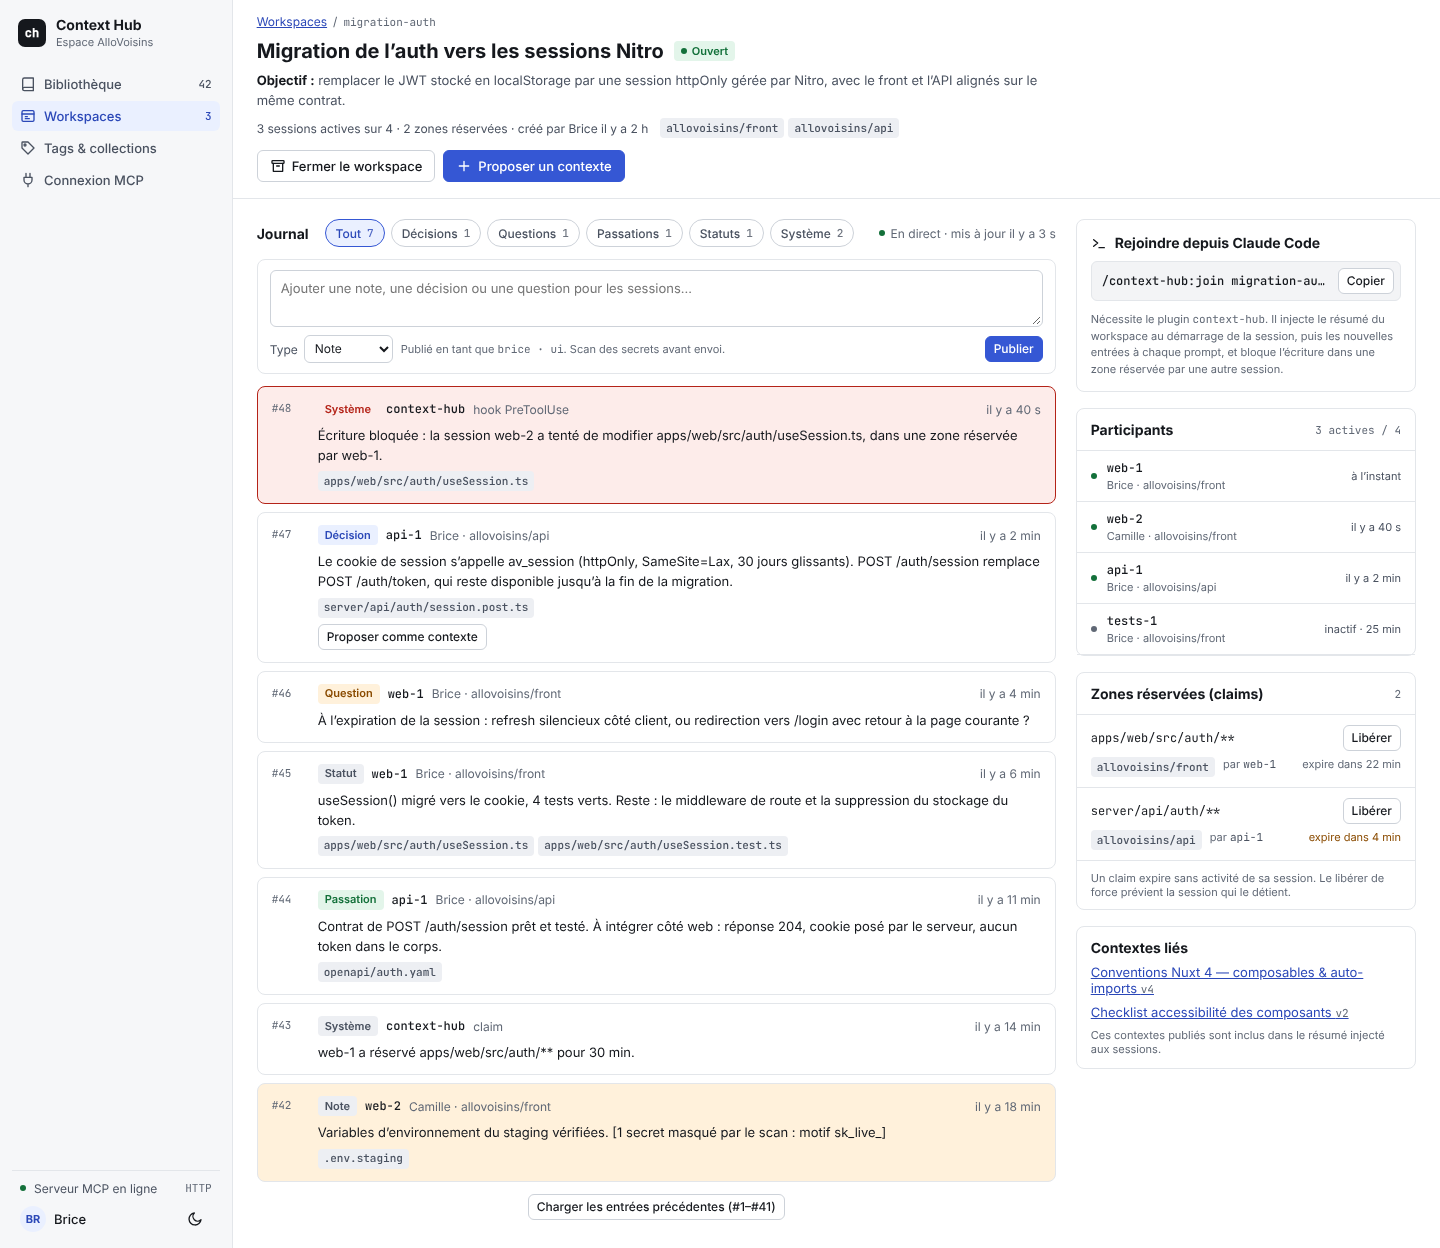 ch
Context Hub
Espace AlloVoisins
Bibliothèque 42
Workspaces 3
Tags & collections
Connexion MCP
Serveur MCP en ligne HTTP
BR Brice
Workspaces / migration-auth
Migration de l’auth vers les sessions Nitro Ouvert
Objectif : remplacer le JWT stocké en localStorage par une session httpOnly gérée par Nitro, avec le front et l’API alignés sur le
même contrat.
3 sessions actives sur 4 · 2 zones réservées · créé par Brice il y a 2 h allovoisins/front allovoisins/api
Fermer le workspace Proposer un contexte
Journal Tout 7 Décisions 1 Questions 1 Passations 1 Statuts 1 Système 2 En direct · mis à jour il y a 3 s
Ajouter une note, une décision ou une question pour les sessions…
Type Note Publié en tant que brice · ui. Scan des secrets avant envoi. Publier
#48 Système context-hub hook PreToolUse il y a 40 s
Écriture bloquée : la session web-2 a tenté de modifier apps/web/src/auth/useSession.ts, dans une zone réservée
par web-1.
apps/web/src/auth/useSession.ts
#47 Décision api-1 Brice · allovoisins/api il y a 2 min
Le cookie de session s’appelle av_session (httpOnly, SameSite=Lax, 30 jours glissants). POST /auth/session remplace
POST /auth/token, qui reste disponible jusqu’à la fin de la migration.
server/api/auth/session.post.ts
Proposer comme contexte
#46 Question web-1 Brice · allovoisins/front il y a 4 min
À l’expiration de la session : refresh silencieux côté client, ou redirection vers /login avec retour à la page courante ?
#45 Statut web-1 Brice · allovoisins/front il y a 6 min
useSession() migré vers le cookie, 4 tests verts. Reste : le middleware de route et la suppression du stockage du
token.
apps/web/src/auth/useSession.ts apps/web/src/auth/useSession.test.ts
#44 Passation api-1 Brice · allovoisins/api il y a 11 min
Contrat de POST /auth/session prêt et testé. À intégrer côté web : réponse 204, cookie posé par le serveur, aucun
token dans le corps.
openapi/auth.yaml
#43 Système context-hub claim il y a 14 min
web-1 a réservé apps/web/src/auth/** pour 30 min.
#42 Note web-2 Camille · allovoisins/front il y a 18 min
Variables d’environnement du staging vérifiées. [1 secret masqué par le scan : motif sk_live_]
.env.staging
Charger les entrées précédentes (#1–#41)
Rejoindre depuis Claude Code
/context-hub:join migration-au… Copier
Nécessite le plugin context-hub. Il injecte le résumé du
workspace au démarrage de la session, puis les nouvelles
entrées à chaque prompt, et bloque l’écriture dans une
zone réservée par une autre session.
Participants 3 actives / 4
web-1 à l’instant
Brice · allovoisins/front
web-2 il y a 40 s
Camille · allovoisins/front
api-1 il y a 2 min
Brice · allovoisins/api
tests-1 inactif · 25 min
Brice · allovoisins/front
Zones réservées (claims) 2
apps/web/src/auth/** Libérer
allovoisins/front par web-1 expire dans 22 min
server/api/auth/** Libérer
allovoisins/api par api-1 expire dans 4 min
Un claim expire sans activité de sa session. Le libérer de
force prévient la session qui le détient.
Contextes liés
Conventions Nuxt 4 — composables & auto-
imports v4
Checklist accessibilité des composants v2
Ces contextes publiés sont inclus dans le résumé injecté
aux sessions.